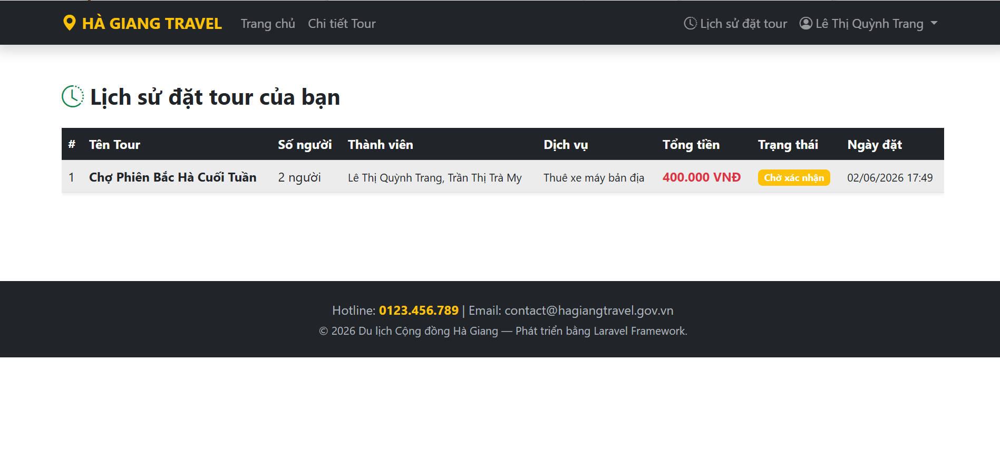 HÀ GIANG TRAVEL Trang chủ Chi tiết Tour Lịch sử đặt tour Lê Thị Quỳnh Trang
Lịch sử đặt tour của bạn
# Tên Tour Số người Thành viên Dịch vụ Tổng tiền Trạng thái Ngày đặt
1 Chợ Phiên Bắc Hà Cuối Tuần 2 người Lê Thị Quỳnh Trang, Trần Thị Trà My Thuê xe máy bản địa 400.000 VNĐ Chờ xác nhận 02/06/2026 17:49
Hotline: 0123.456.789 | Email: contact@hagiangtravel.gov.vn
© 2026 Du lịch Cộng đồng Hà Giang — Phát triển bằng Laravel Framework.